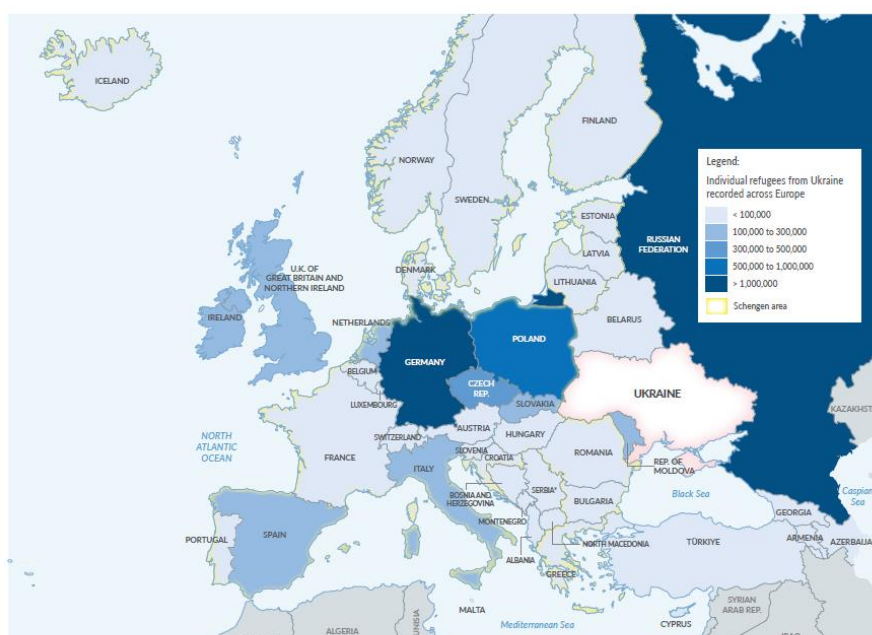 ICELAND
FINLAND
NORWAY
SWEDEN
Legend:
Individual refugees from Ukraine
recorded across Europe
< 100,000
100,000 to 300,000
300,000 to 500,000
500,000 to 1,000,000
> 1,000,000
Schengen area
ESTONIA
RUSSIAN
FEDERATION
LATVIA
U.K. OF
GREAT BRITAIN AND
NORTHERN IRELAND
DENMARK
LITHUANIA
IRELAND
NETHERLANDS
BELARUS
POLAND
GERMANY
BELGIUM
CZECH
REP.
UKRAINE
LUXEMBOURG
SLOVAKIA
KAZAKHST
NORTH
ATLANTIC
OCEAN
FRANCE
SWITZERLAND
AUSTRIA
HUNGARY
SLOVENIA
CROATIA
ROMANIA
REP. OF
MOLDOVA
ITALY
BOSNIA AND
HERZEGOVINA
SERBIA*
Black Sea
Caspian
Sea
MONTENEGRO
BULGARIA
GEORGIA
PORTUGAL
SPAIN
NORTH MACEDONIA
TÜRKIYE
ARMENIA
AZERBAIJA
ALBANIA
GREECE
SYRIAN
ARAB REP.
MALTA
Mediterranean Sea
CYPRUS
ALGERIA
TUNISIA